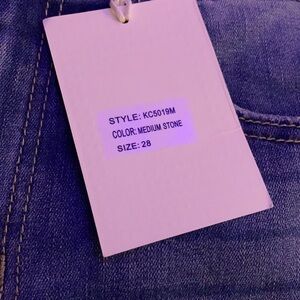 STYLE: KC5019M
COLOR: MEDIUM STONE
SIZE: 28